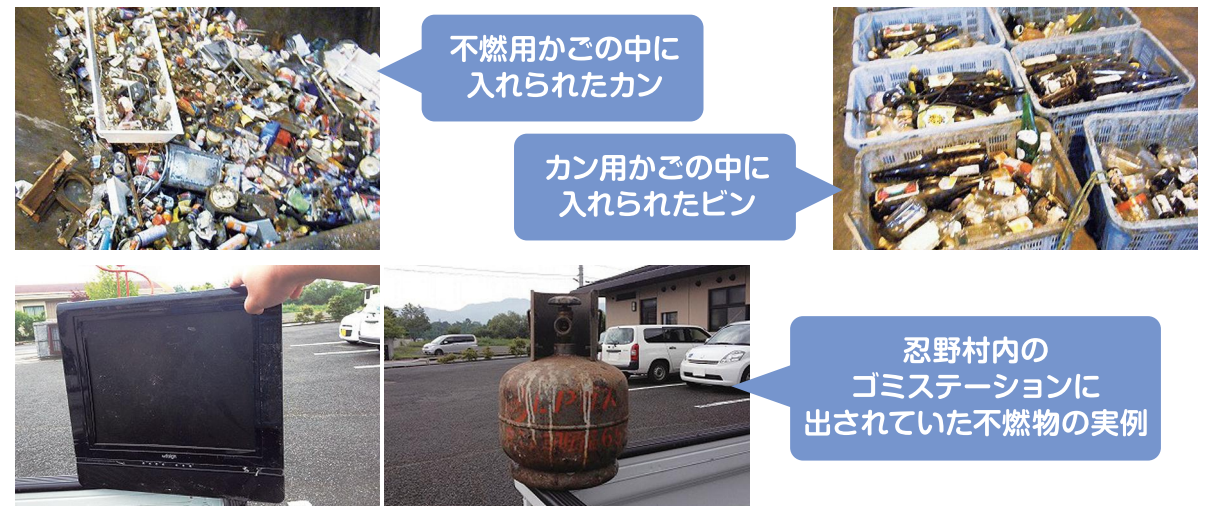 不燃用かごの中に
入れられたカン
カン用かごの中に
入れられたビン
忍野村内の
ゴミステーションに
出されていた不燃物の実例